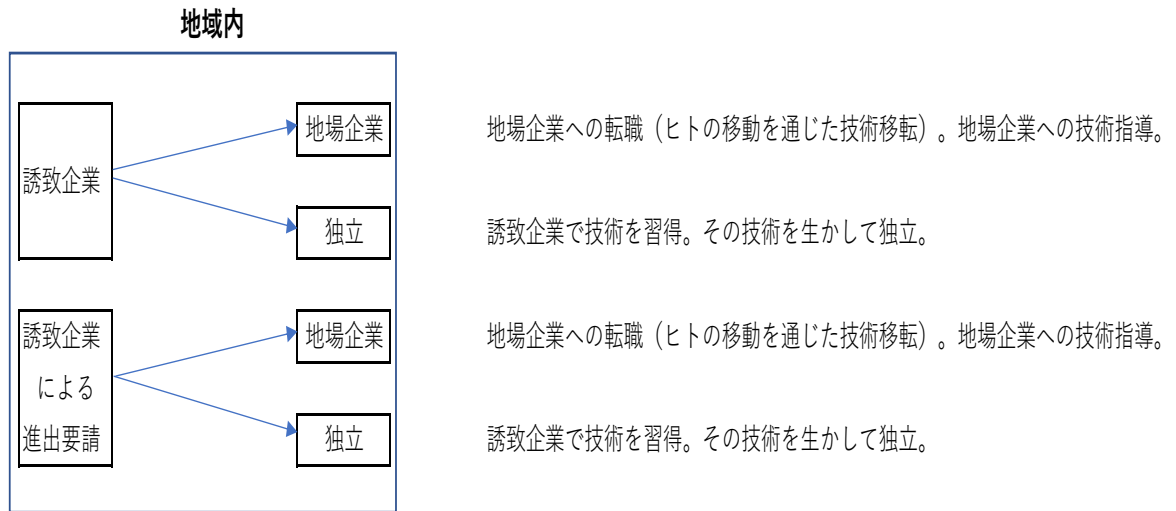 地域内
地場企業
地場企業への転職（ヒトの移動を通じた技術移転）。地場企業への技術指導。
誘致企業
独立
誘致企業で技術を習得。その技術を生かして独立。
誘致企業
による
進出要請
地場企業
地場企業への転職（ヒトの移動を通じた技術移転）。地場企業への技術指導。
独立
誘致企業で技術を習得。その技術を生かして独立。